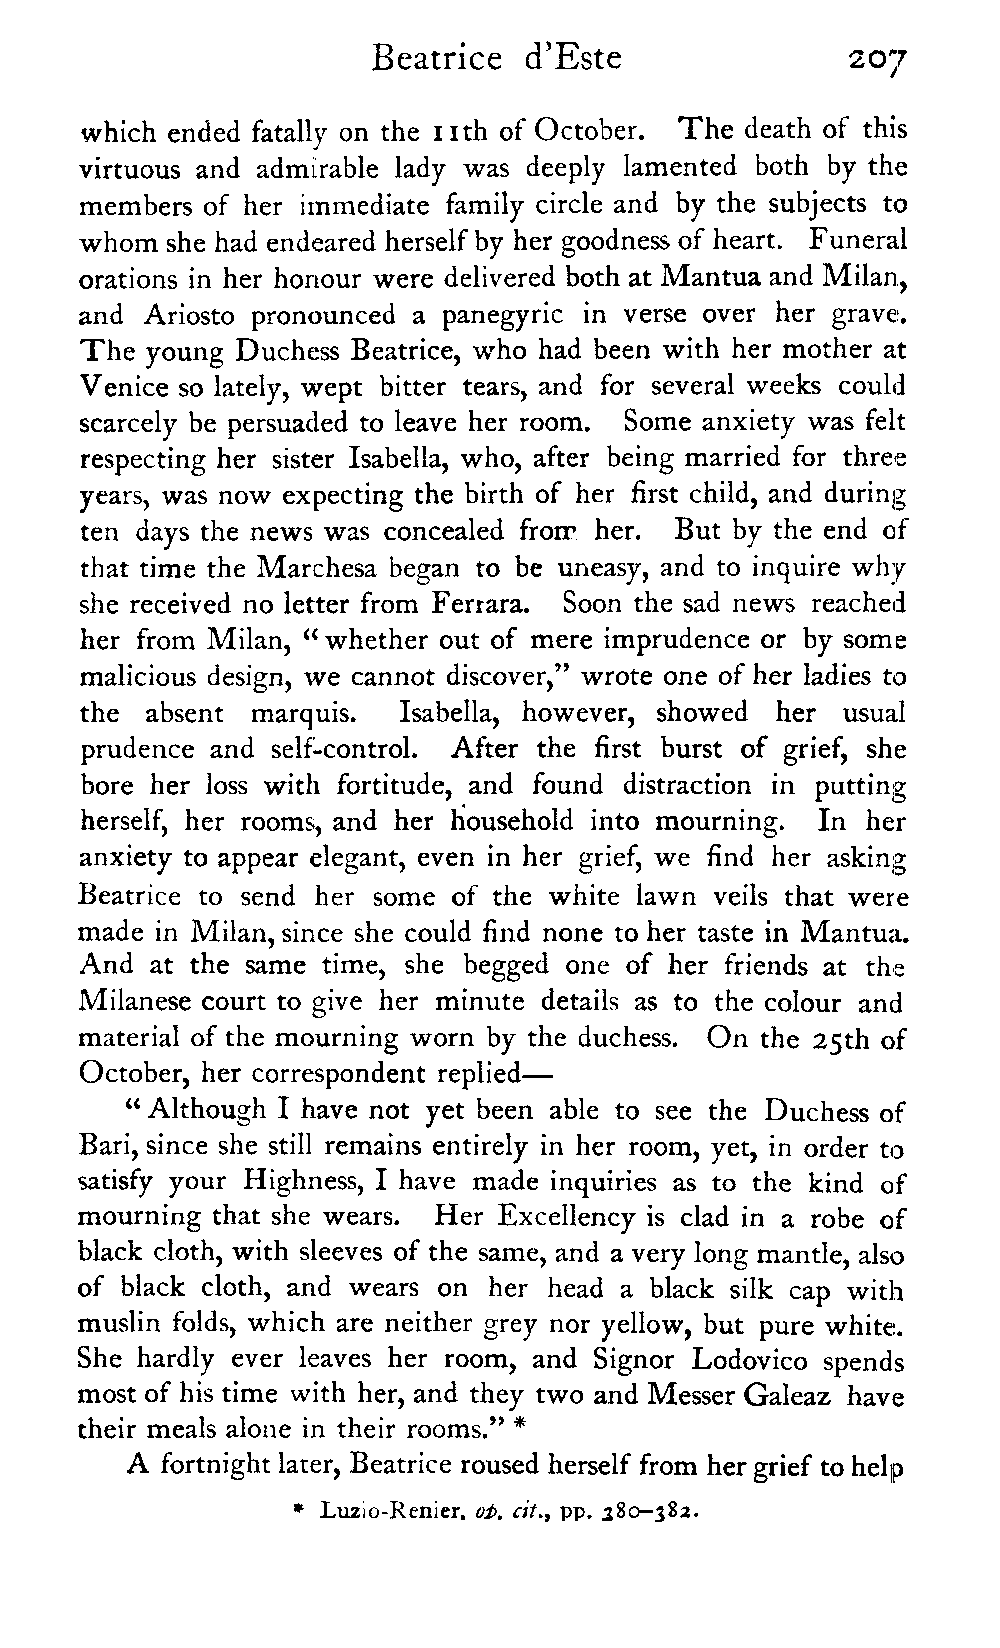 Beatrice d'Este 207
which ended fatally on the 11th of October. The death of this
virtuous and admirable lady was deeply lamented both by the
members of her immediate family circle and by the subjects to
whom she had endeared herself by her goodness of heart. Funeral
orations in her honour were delivered both at Mantua and Milan,
and Ariosto pronounced a panegyric in verse over her grave.
The young Duchess Beatrice, who had been with her mother at
Venice so lately, wept bitter tears, and for several weeks could
scarcely be persuaded to leave her room. Some anxiety was felt
respecting her sister Isabella, who, after being married for three
years, was now expecting the birth of her first child, and during
ten days the news was concealed from her. But by the end of
that time the Marchesa began to be uneasy, and to inquire why
she received no letter from Ferrara. Soon the sad news reached
her from Milan, "whether out of mere imprudence or by some
malicious design, we cannot discover," wrote one of her ladies to
the absent marquis. Isabella, however, showed her usual
prudence and self-control. After the first burst of grief, she
bore her loss with fortitude, and found distraction in putting
herself, her rooms, and her household into mourning. In her
anxiety to appear elegant, even in her grief, we find her asking
Beatrice to send her some of the white lawn veils that were
made in Milan, since she could find none to her taste in Mantua.
And at the same time, she begged one of her friends at the
Milanese court to give her minute details as to the colour and
material of the mourning worn by the duchess. On the 25th of
October, her correspondent replied—
"Although I have not yet been able to see the Duchess of
Bari, since she still remains entirely in her room, yet, in order to
satisfy your Highness, I have made inquiries as to the kind of
mourning that she wears. Her Excellency is clad in a robe of
black cloth, with sleeves of the same, and a very long mantle, also
of black cloth, and wears on her head a black silk cap with
muslin folds, which are neither grey nor yellow, but pure white.
She hardly ever leaves her room, and Signor Lodovico spends
most of his time with her, and they two and Messer Galeaz have
their meals alone in their rooms." *
A fortnight later, Beatrice roused herself from her grief to help
* Luzio-Renier, op. cit., pp. 380–382.